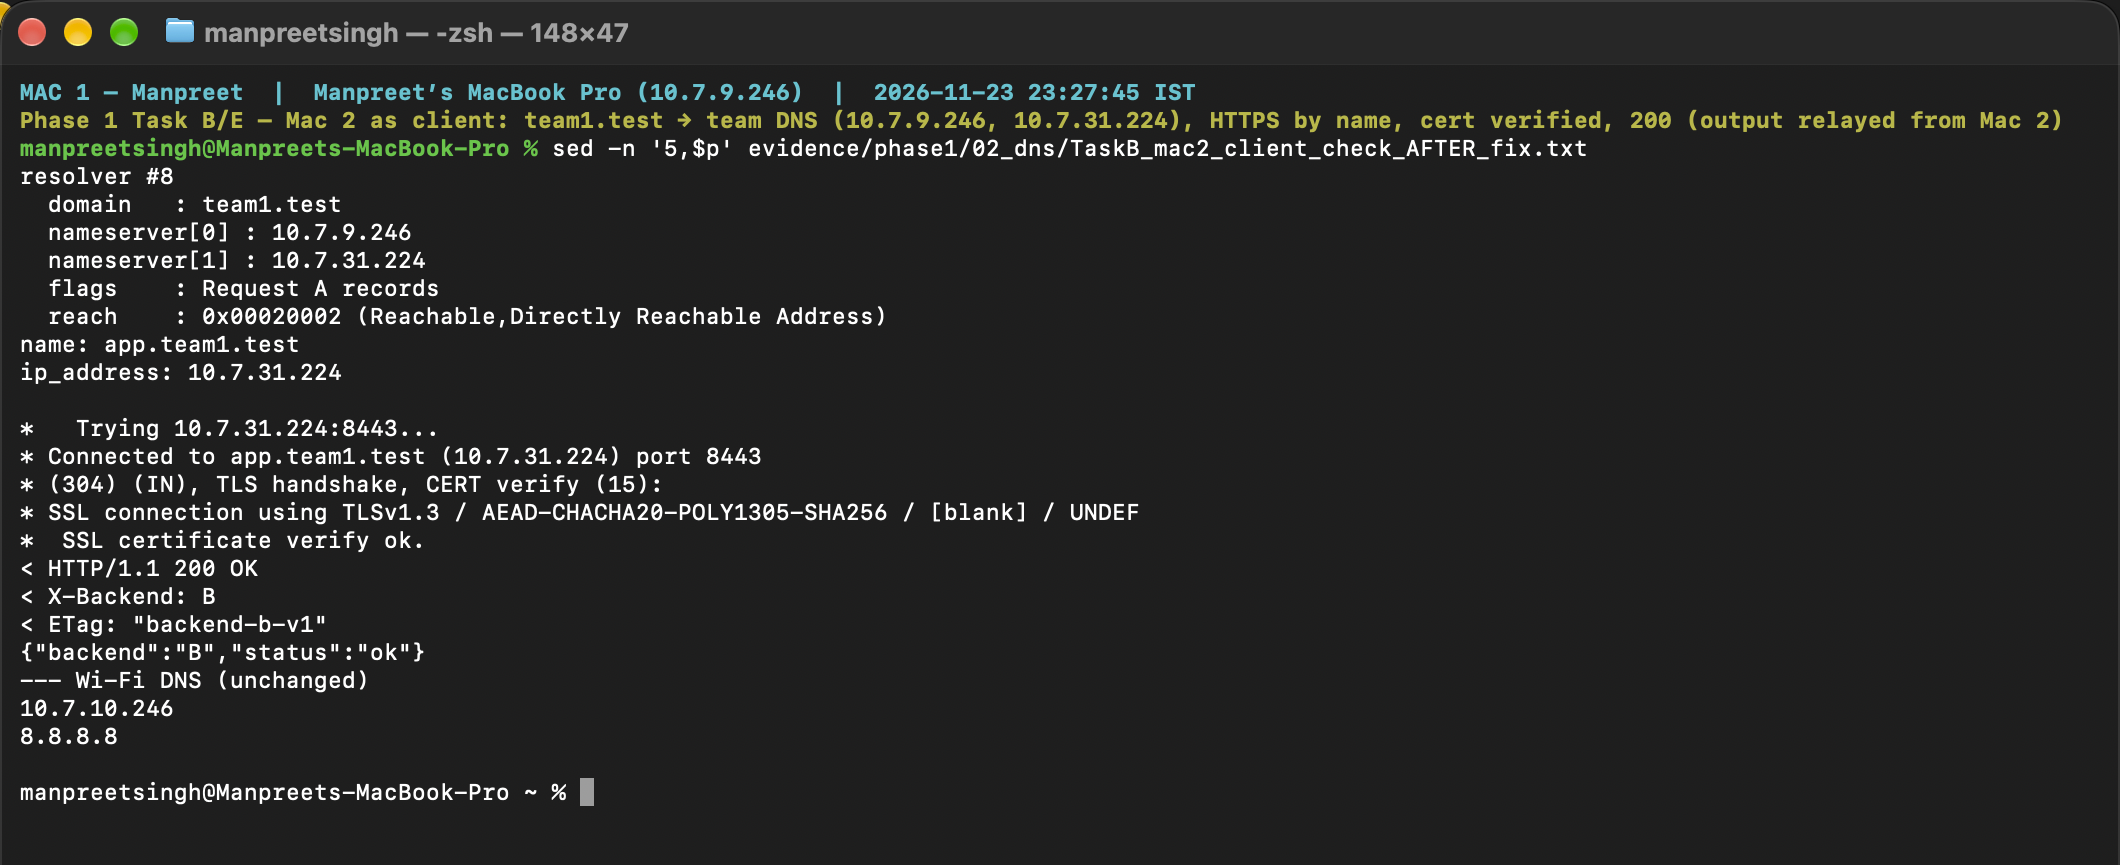 manpreetsingh — -zsh — 148×47
MAC 1 — Manpreet  |  Manpreet's MacBook Pro (10.7.9.246)  |  2026-11-23 23:27:45 IST
Phase 1 Task B/E — Mac 2 as client: team1.test → team DNS (10.7.9.246, 10.7.31.224), HTTPS by name, cert verified, 200 (output relayed from Mac 2)
manpreetsingh@Manpreets-MacBook-Pro % sed -n '5,$p' evidence/phase1/02_dns/TaskB_mac2_client_check_AFTER_fix.txt
resolver #8
  domain   : team1.test
  nameserver[0] : 10.7.9.246
  nameserver[1] : 10.7.31.224
  flags    : Request A records
  reach    : 0x00020002 (Reachable,Directly Reachable Address)
name: app.team1.test
ip_address: 10.7.31.224

*   Trying 10.7.31.224:8443...
* Connected to app.team1.test (10.7.31.224) port 8443
* (304) (IN), TLS handshake, CERT verify (15):
* SSL connection using TLSv1.3 / AEAD-CHACHA20-POLY1305-SHA256 / [blank] / UNDEF
*  SSL certificate verify ok.
< HTTP/1.1 200 OK
< X-Backend: B
< ETag: "backend-b-v1"
{"backend":"B","status":"ok"}
--- Wi-Fi DNS (unchanged)
10.7.10.246
8.8.8.8

manpreetsingh@Manpreets-MacBook-Pro ~ %